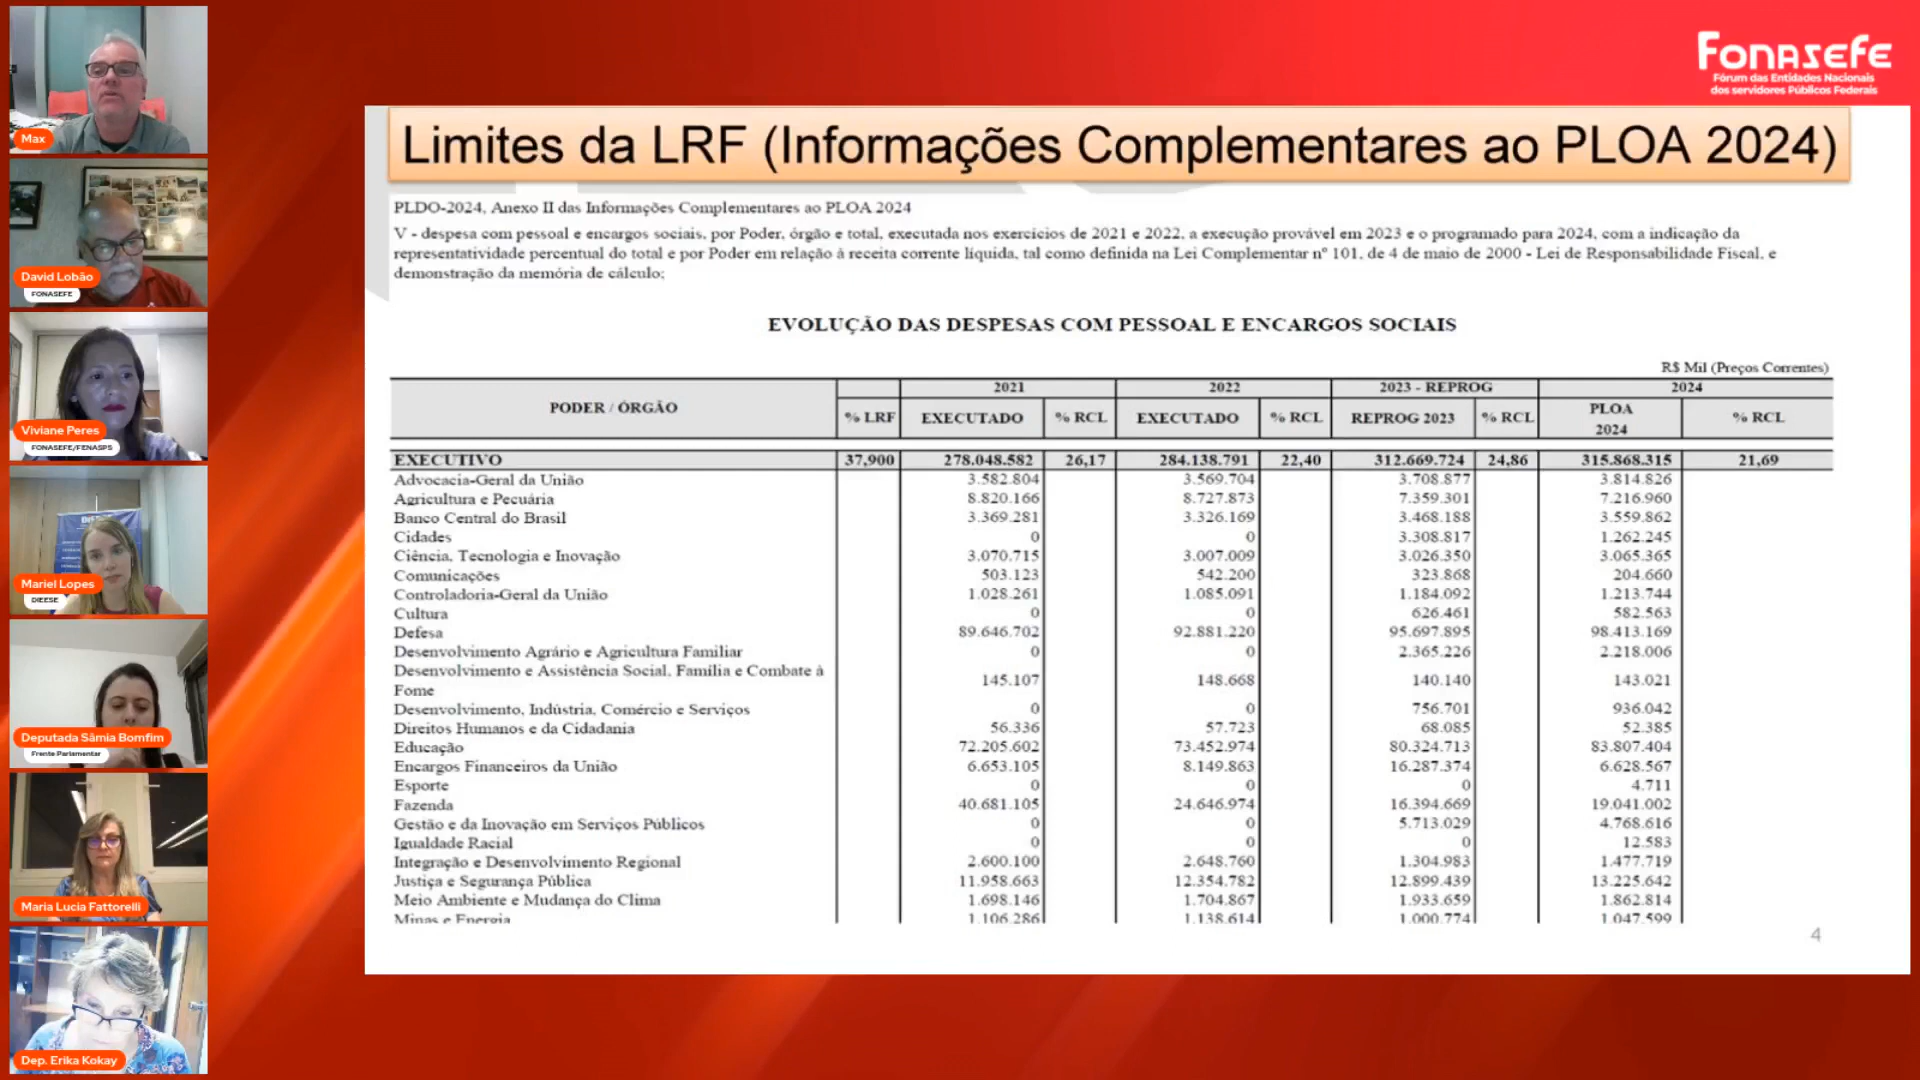 FONASEFE
Fórum das Entidades Nacionais
dos servidores Públicos Federais
Max
David Lobão
FONASEFE
Viviane Peres
FONASEFE/FENASPS
Mariel Lopes
DIEESE
Deputada Sâmia Bomfim
Frente Parlamentar
Maria Lucia Fattorelli
Dep. Erika Kokay
Limites da LRF (Informações Complementares ao PLOA 2024)
PLDO-2024, Anexo II das Informações Complementares ao PLOA 2024
V - despesa com pessoal e encargos sociais, por Poder, órgão e total, executada nos exercícios de 2021 e 2022, a execução provável em 2023 e o programado para 2024, com a indicação da
representatividade percentual do total e por Poder em relação à receita corrente líquida, tal como definida na Lei Complementar nº 101, de 4 de maio de 2000 - Lei de Responsabilidade Fiscal, e
demonstração da memória de cálculo;
EVOLUÇÃO DAS DESPESAS COM PESSOAL E ENCARGOS SOCIAIS
R$ Mil (Preços Correntes)
PODER / ÓRGÃO 2021 2022 2023 - REPROG 2024
% LRF EXECUTADO % RCL EXECUTADO % RCL REPROG 2023 % RCL PLOA 2024 % RCL
EXECUTIVO 37,900 278.048.582 26,17 284.138.791 22,40 312.669.724 24,86 315.868.315 21,69
Advocacia-Geral da União 3.582.804 3.569.704 3.708.877 3.814.826
Agricultura e Pecuária 8.820.166 8.727.873 7.359.301 7.216.960
Banco Central do Brasil 3.369.281 3.326.169 3.468.188 3.559.862
Cidades 0 0 3.308.817 1.262.245
Ciência, Tecnologia e Inovação 3.070.715 3.007.009 3.026.350 3.065.365
Comunicações 503.123 542.200 323.868 204.660
Controladoria-Geral da União 1.028.261 1.085.091 1.184.092 1.213.744
Cultura 0 0 626.461 582.563
Defesa 89.646.702 92.881.220 95.697.895 98.413.169
Desenvolvimento Agrário e Agricultura Familiar 0 0 2.365.226 2.218.006
Desenvolvimento e Assistência Social, Família e Combate à
Fome 145.107 148.668 140.140 143.021
Desenvolvimento, Indústria, Comércio e Serviços 0 0 756.701 936.042
Direitos Humanos e da Cidadania 56.336 57.723 68.085 52.385
Educação 72.205.602 73.452.974 80.324.713 83.807.404
Encargos Financeiros da União 6.653.105 8.149.863 16.287.374 6.628.567
Esporte 0 0 0 4.711
Fazenda 40.681.105 24.646.974 16.394.669 19.041.002
Gestão e da Inovação em Serviços Públicos 0 0 5.713.029 4.768.616
Igualdade Racial 0 0 0 12.583
Integração e Desenvolvimento Regional 2.600.100 2.648.760 1.304.983 1.477.719
Justiça e Segurança Pública 11.958.663 12.354.782 12.899.439 13.225.642
Meio Ambiente e Mudança do Clima 1.698.146 1.704.867 1.933.659 1.862.814
Minas e Energia 1.106.286 1.138.614 1.000.774 1.047.599
4